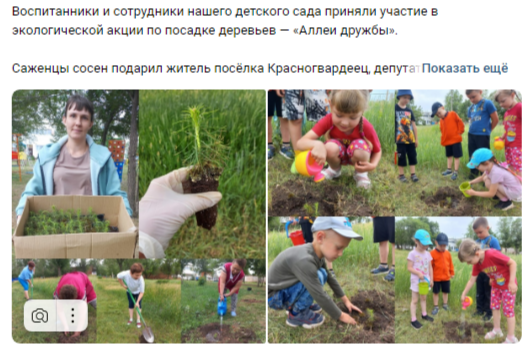 Воспитанники и сотрудники нашего детского сада приняли участие в
экологической акции по посадке деревьев — «Аллеи дружбы».
Саженцы сосен подарил житель посёлка Красногвардеец, депутат Показать ещё